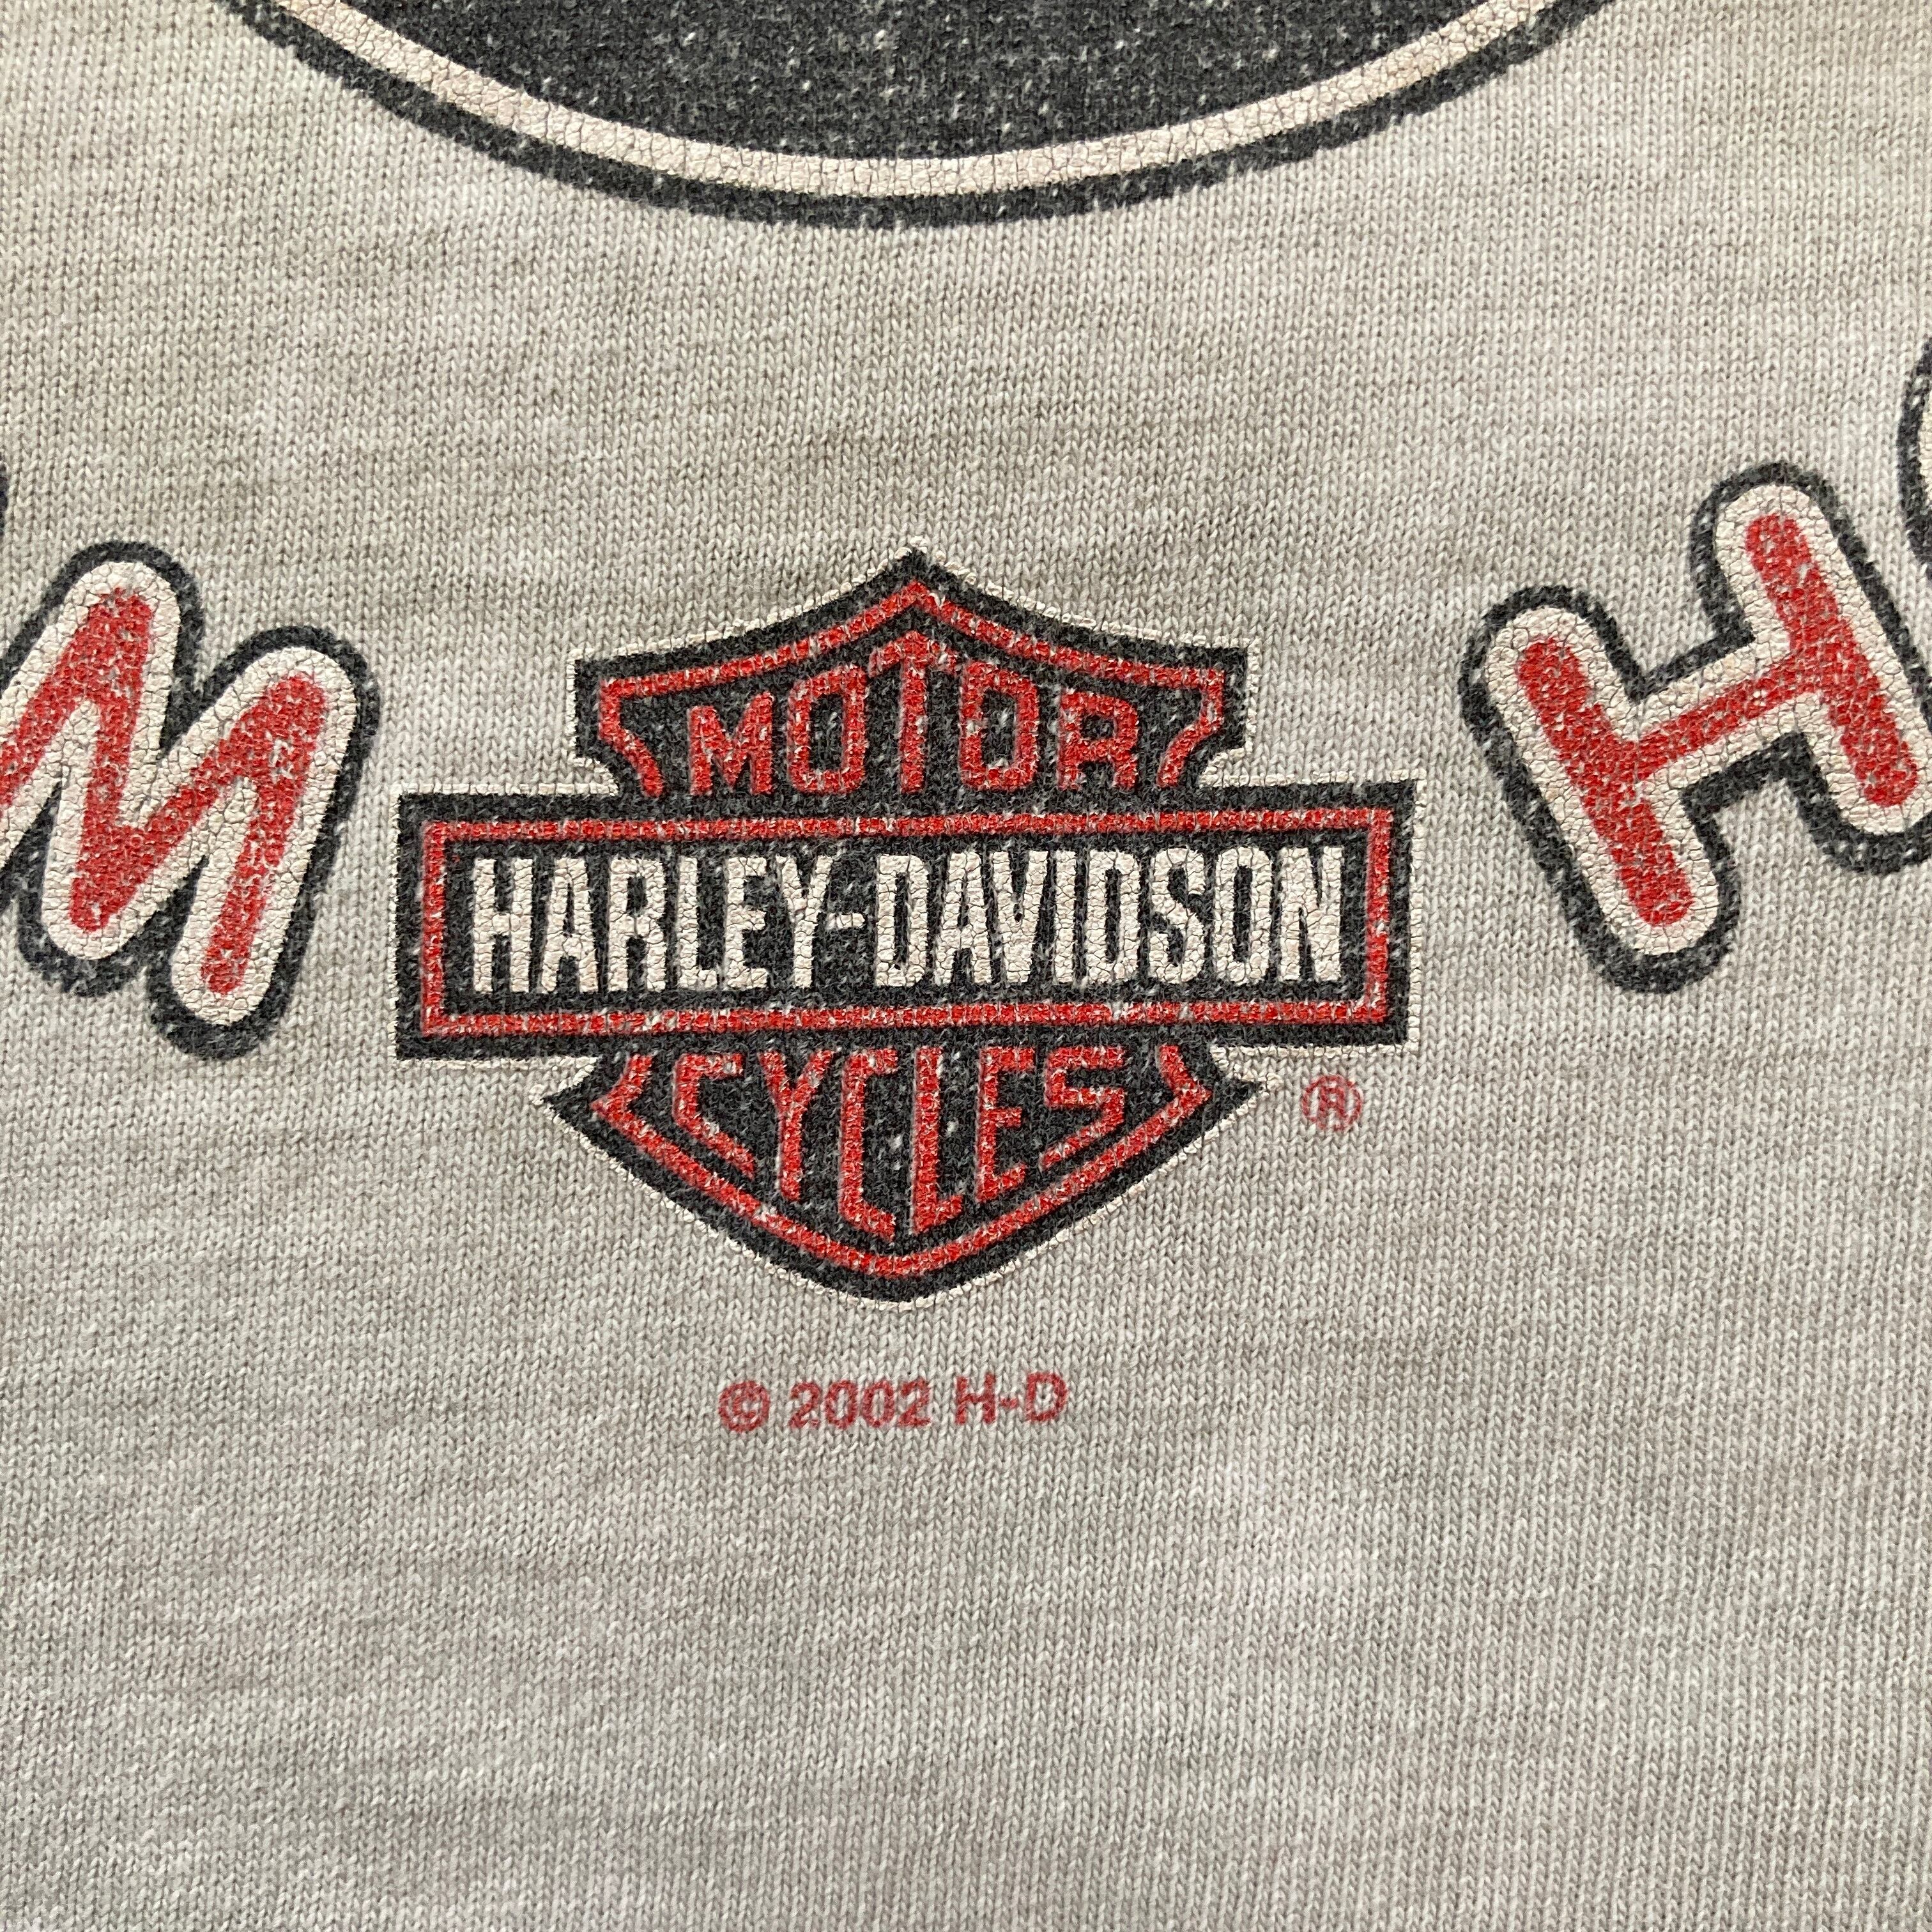 M H
MOTOR
HARLEY-DAVIDSON
CYCLES ®
© 2002 H-D